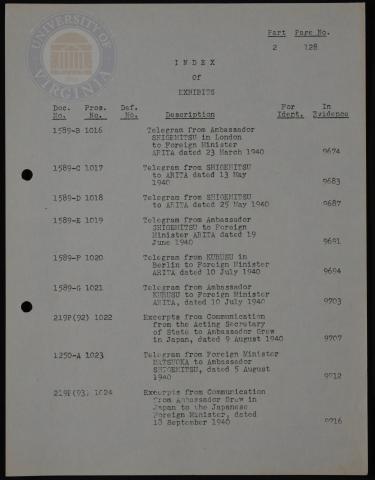 Part Page No.
2 128
UNIVERSITY OF VIRGINIA
INDEX
Of
EXHIBITS
Doc. Pros. Def. For In
No. No. No. Description Ident. Evidence
1589-B 1016 Telegram from Ambassador
SHIGEMITSU in London
to Foreign Minister
ARITA dated 23 March 1940 9674
1589-C 1017 Telegram from SHIGEMITSU
to ARITA dated 13 May
1940 9683
1589-D 1018 Telegram from SHIGEMITSU
to ARITA dated 25 May 1940 9687
1589-E 1019 Telegram from Ambassador
SHIGEMITSU to Foreign
Minister ARITA dated 19
June 1940 9691
1589-F 1020 Telegram from KURUSU in
Berlin to Foreign Minister
ARITA dated 10 July 1940 9694
1589-G 1021 Telegram from Ambassador
KURUSU to Foreign Minister
ARITA, dated 10 July 1940 9703
219P(92) 1022 Excerpts from Communication
from the Acting Secretary
of State to Ambassador Grew
in Japan, dated 9 August 1940 9707
1250-A 1023 Telegram from Foreign Minister
MATSUOKA to Ambassador
SHIGEMITSU, dated 5 August
1940 9712
219P(93) 1024 Excerpts from Communication
from Ambassador Grew in
Japan to the Japanese
Foreign Minister, dated
18 September 1940 9716